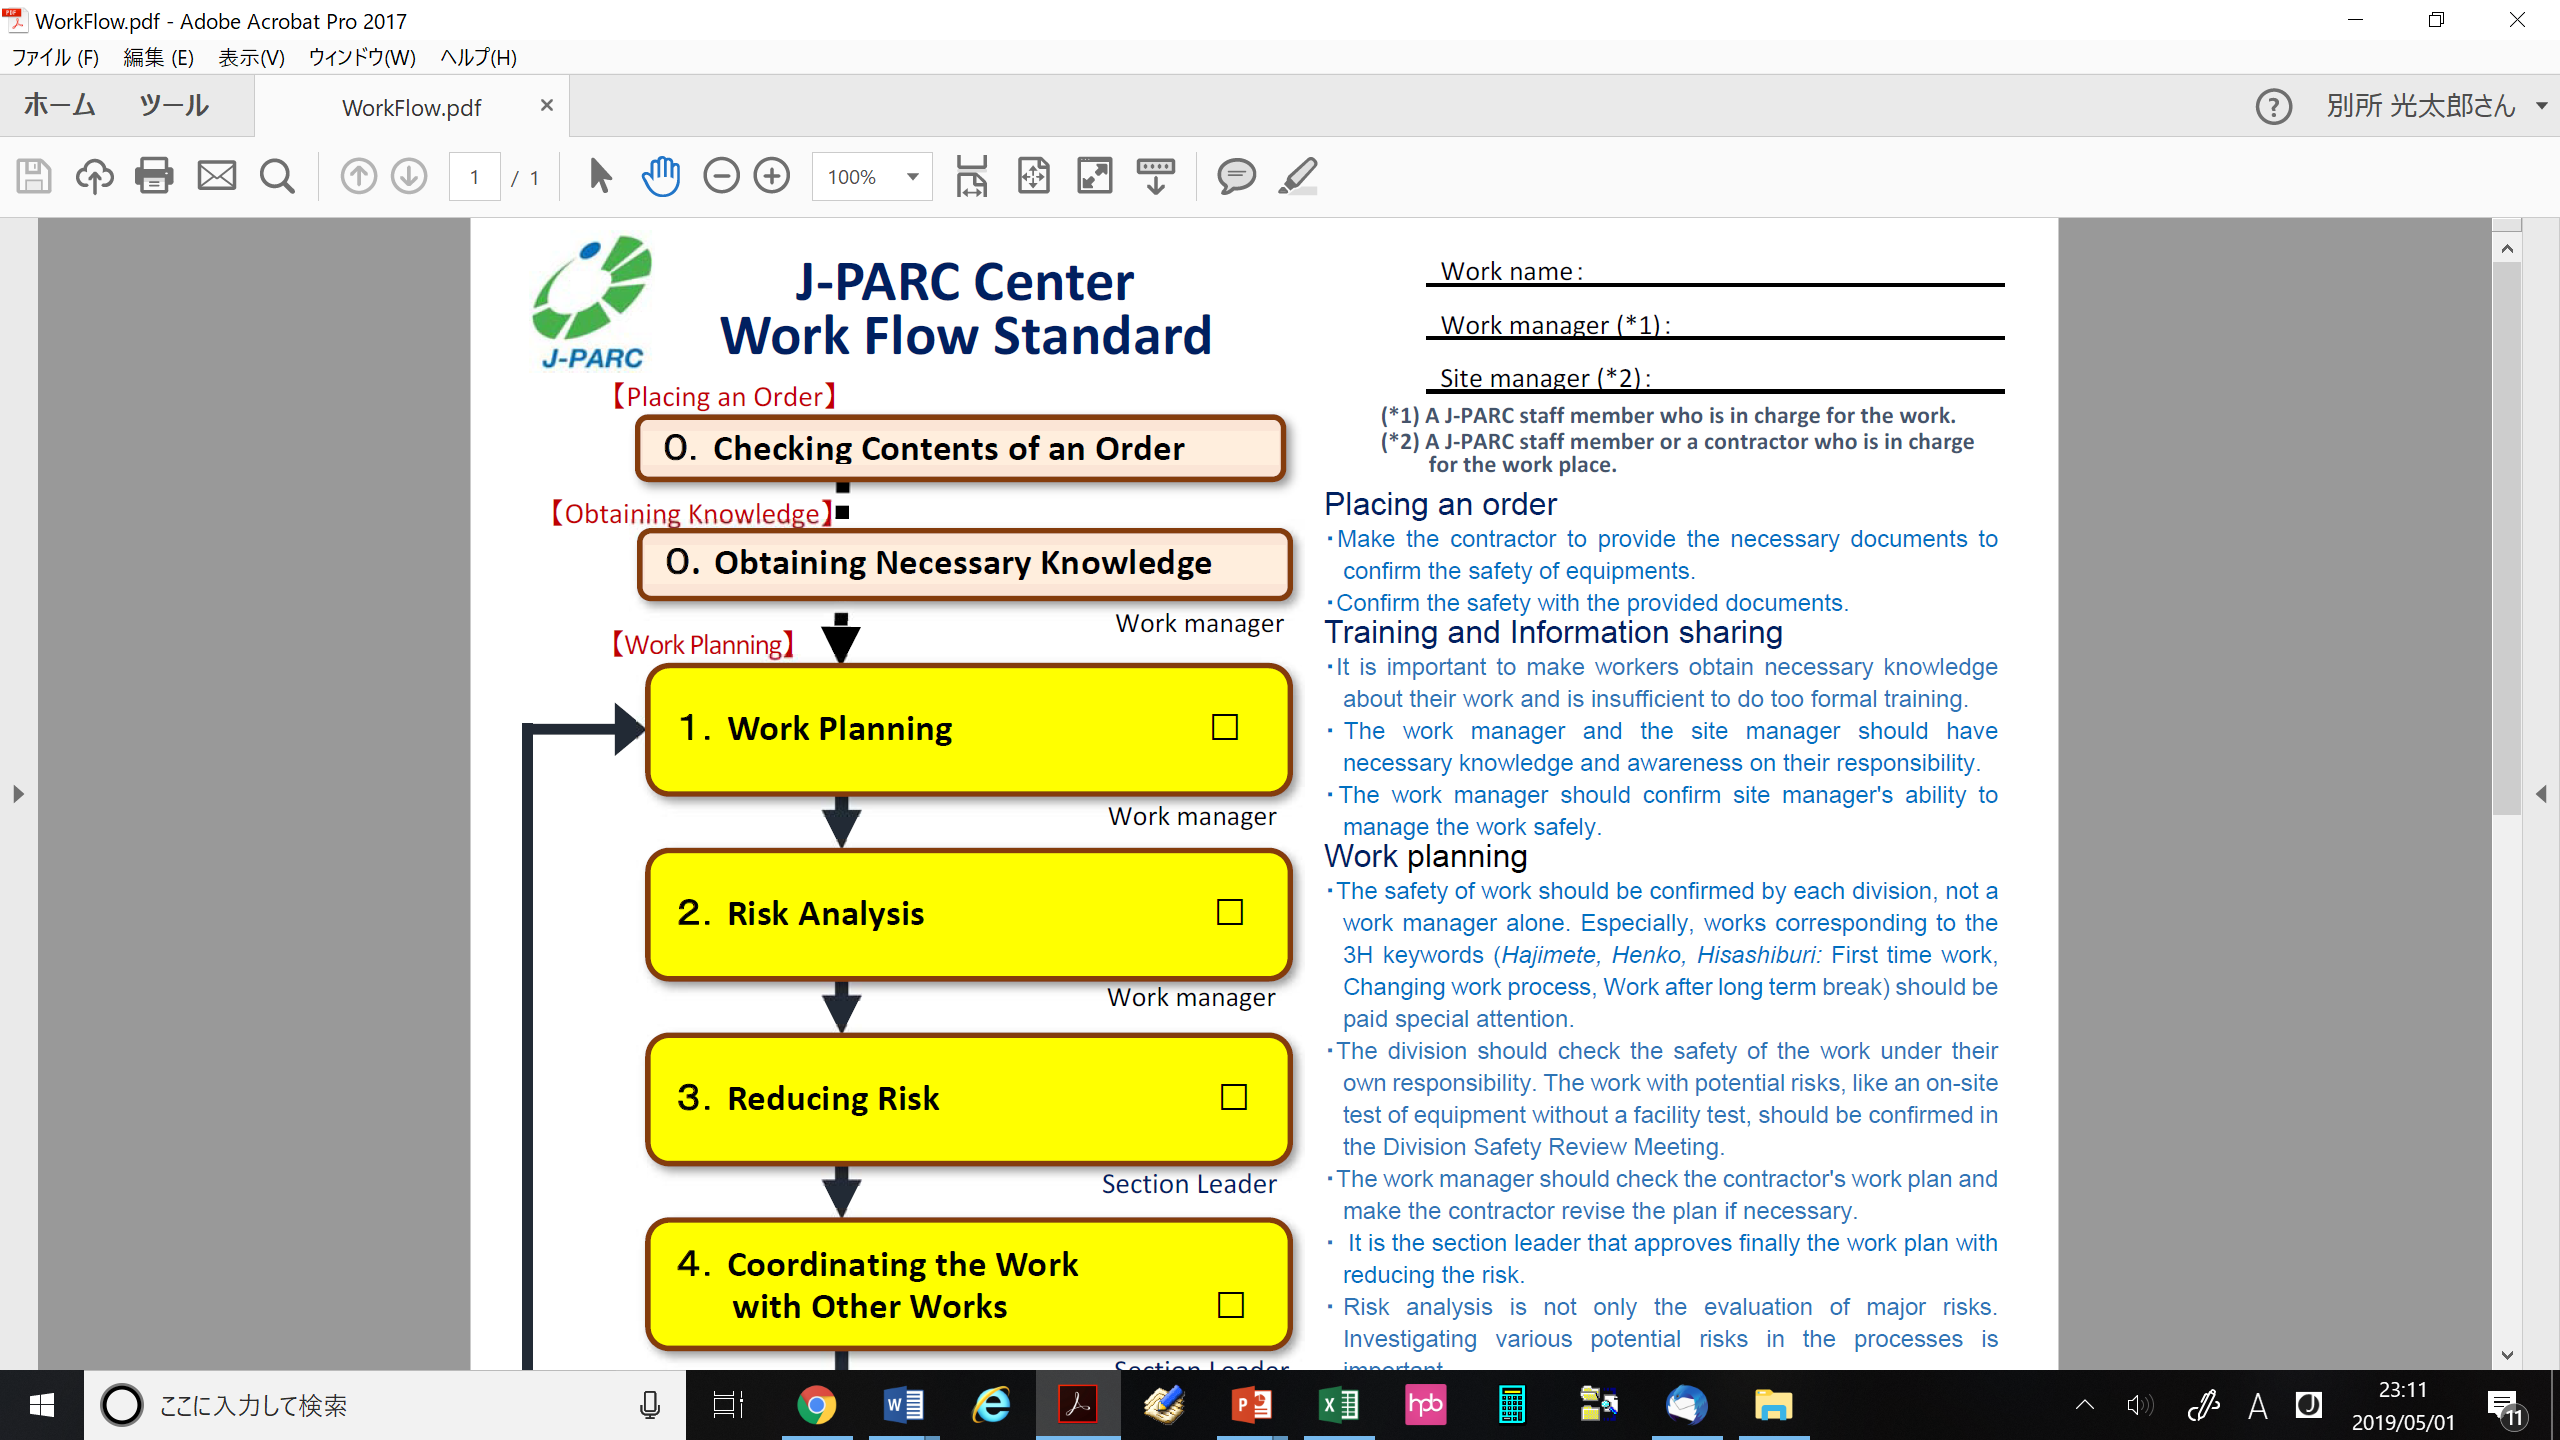 WorkFlow.pdf - Adobe Acrobat Pro 2017
ファイル (F) 編集 (E) 表示(V) ウィンドウ(W) ヘルプ(H)
ホーム ツール WorkFlow.pdf 別所 光太郎さん
1 / 1 100%
J-PARC
J-PARC Center
Work Flow Standard
Work name:
Work manager (*1):
Site manager (*2):
(*1) A J-PARC staff member who is in charge for the work.
(*2) A J-PARC staff member or a contractor who is in charge
for the work place.
【Placing an Order】
0. Checking Contents of an Order
【Obtaining Knowledge】
0. Obtaining Necessary Knowledge
Work manager
【Work Planning】
1. Work Planning □
Work manager
2. Risk Analysis □
Work manager
3. Reducing Risk □
Section Leader
4. Coordinating the Work
with Other Works □
Section Leader
Placing an order
・Make the contractor to provide the necessary documents to
confirm the safety of equipments.
・Confirm the safety with the provided documents.
Training and Information sharing
・It is important to make workers obtain necessary knowledge
about their work and is insufficient to do too formal training.
・The work manager and the site manager should have
necessary knowledge and awareness on their responsibility.
・The work manager should confirm site manager's ability to
manage the work safely.
Work planning
・The safety of work should be confirmed by each division, not a
work manager alone. Especially, works corresponding to the
3H keywords (Hajimete, Henko, Hisashiburi: First time work,
Changing work process, Work after long term break) should be
paid special attention.
・The division should check the safety of the work under their
own responsibility. The work with potential risks, like an on-site
test of equipment without a facility test, should be confirmed in
the Division Safety Review Meeting.
・The work manager should check the contractor's work plan and
make the contractor revise the plan if necessary.
・ It is the section leader that approves finally the work plan with
reducing the risk.
・Risk analysis is not only the evaluation of major risks.
Investigating various potential risks in the processes is
important
ここに入力して検索
hpb
A
23:11
2019/05/01
11